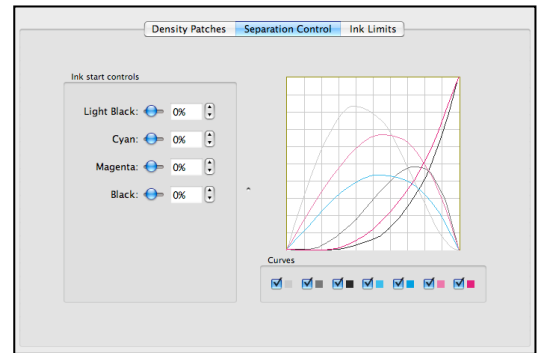 Density Patches Separation Control Ink Limits
Ink start controls
Light Black: 0%
Cyan: 0%
Magenta: 0%
Black: 0%
Curves